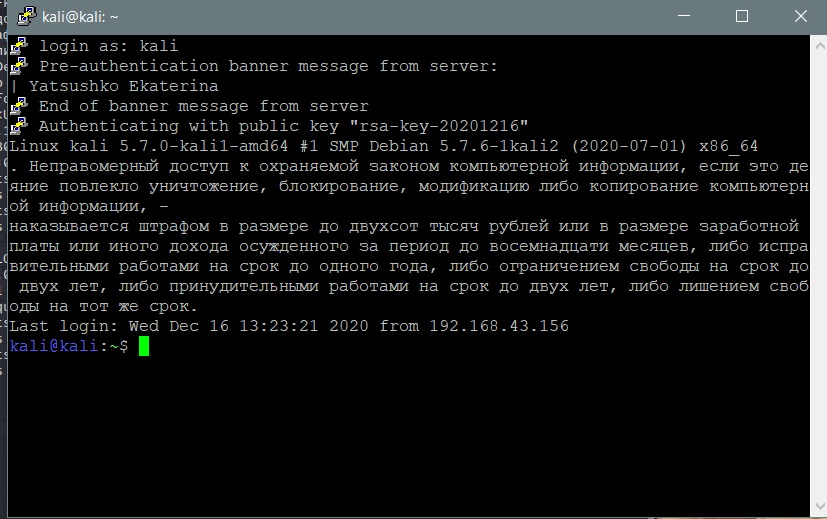 kali@kali: ~
login as: kali
Pre-authentication banner message from server:
| Yatsushko Ekaterina
End of banner message from server
Authenticating with public key "rsa-key-20201216"
Linux kali 5.7.0-kali1-amd64 #1 SMP Debian 5.7.6-1kali2 (2020-07-01) x86_64
. Неправомерный доступ к охраняемой законом компьютерной информации, если это де
яние повлекло уничтожение, блокирование, модификацию либо копирование компьютерн
ой информации, -
наказывается штрафом в размере до двухсот тысяч рублей или в размере заработной
платы или иного дохода осужденного за период до восемнадцати месяцев, либо испра
вительными работами на срок до одного года, либо ограничением свободы на срок до
двух лет, либо принудительными работами на срок до двух лет, либо лишением своб
оды на тот же срок.
Last login: Wed Dec 16 13:23:21 2020 from 192.168.43.156
kali@kali:~$